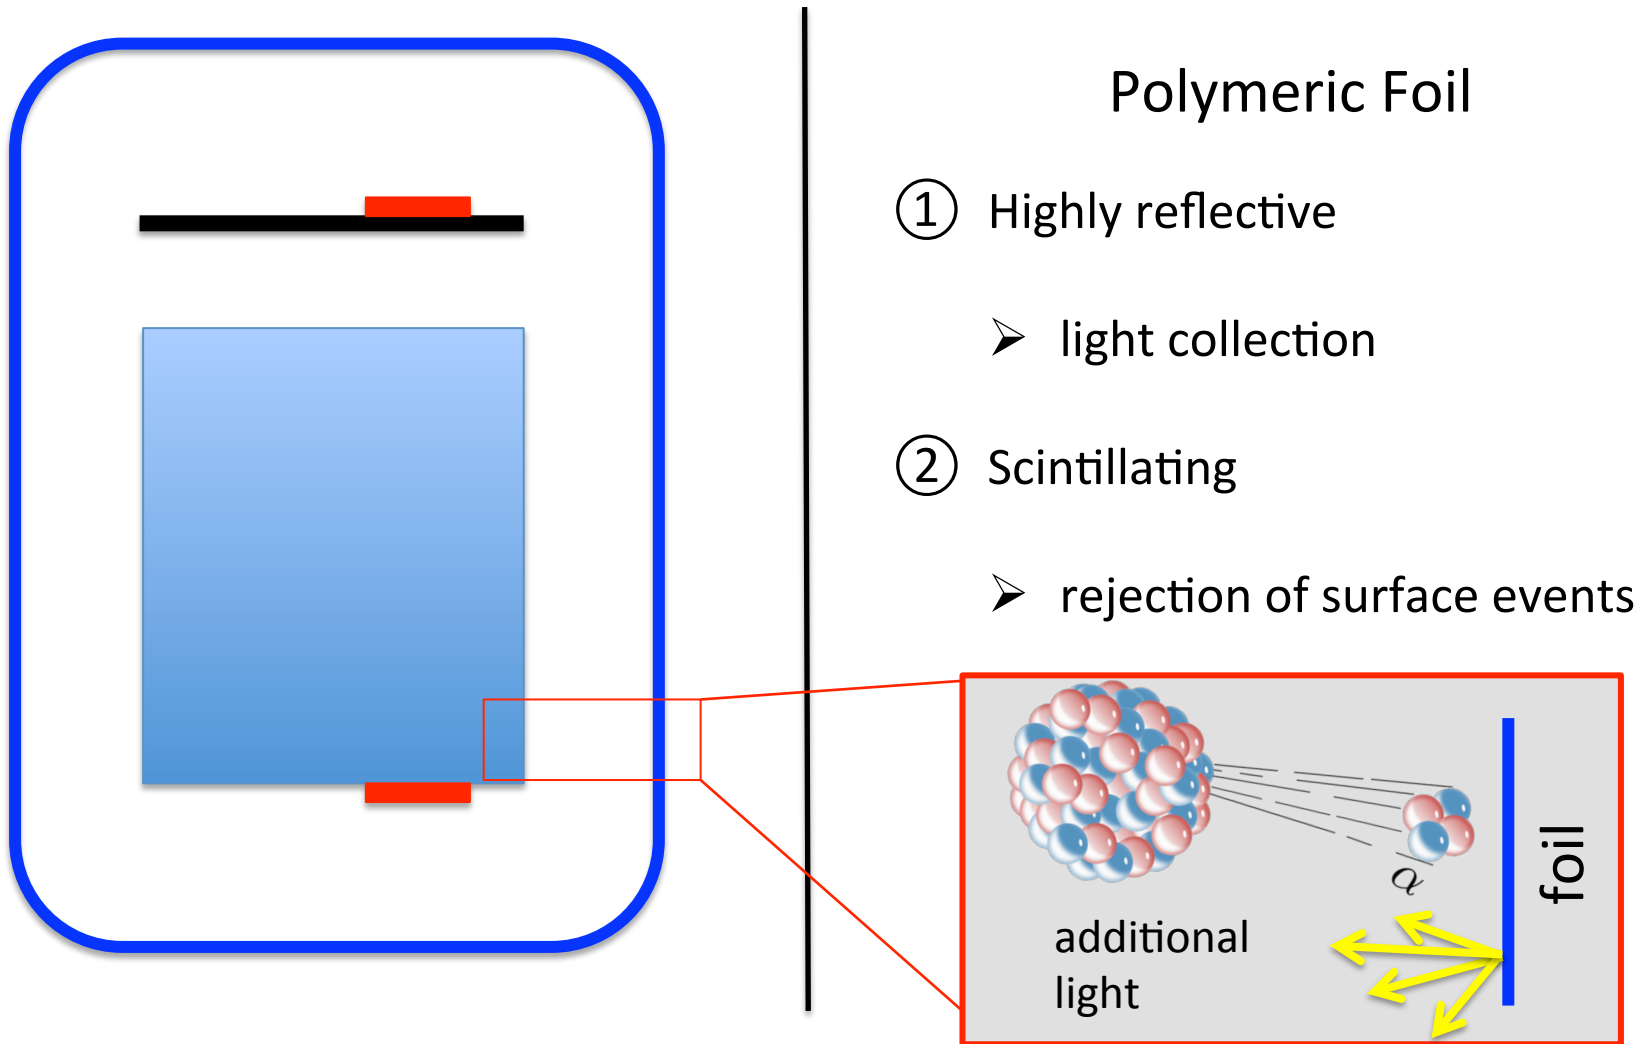 Polymeric Foil
① Highly reflective
➢ light collection
② Scintillating
➢ rejection of surface events
α
foil
additional
light